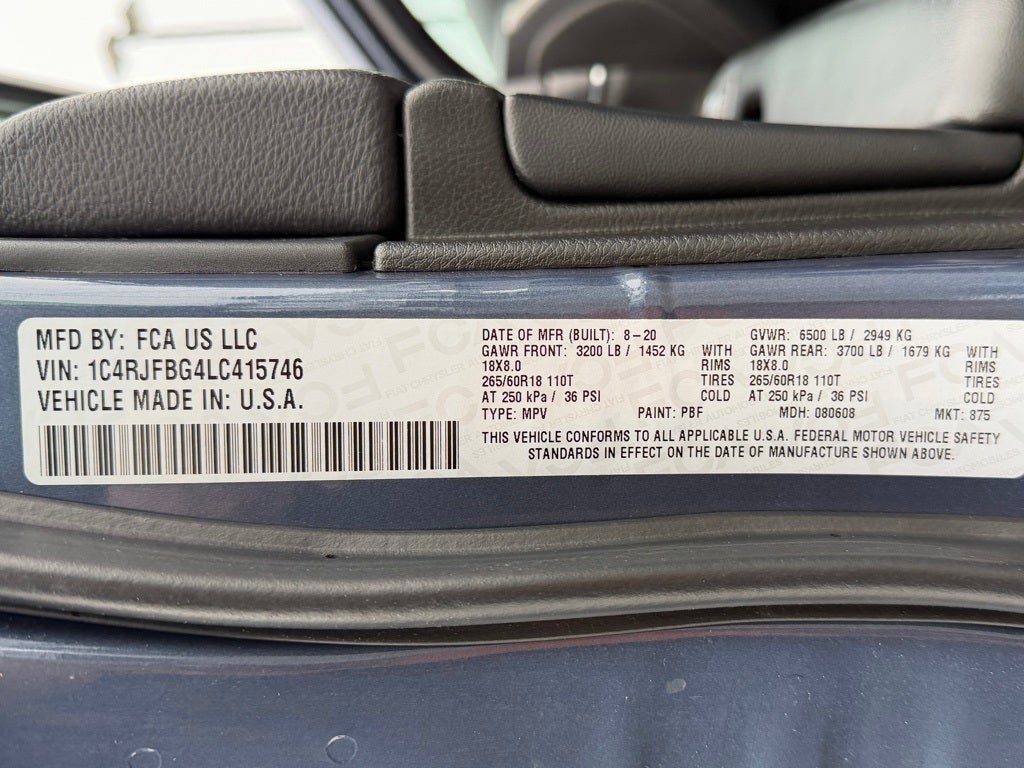 MFD BY: FCA US LLC
VIN: 1C4RJFBG4LC415746
VEHICLE MADE IN: U.S.A.
DATE OF MFR (BUILT): 8-20 GVWR: 6500 LB / 2949 KG
GAWR FRONT: 3200 LB / 1452 KG WITH GAWR REAR: 3700 LB / 1679 KG WITH
18X8.0 RIMS 18X8.0 RIMS
265/60R18 110T TIRES 265/60R18 110T TIRES
AT 250 kPa / 36 PSI COLD AT 250 kPa / 36 PSI COLD
TYPE: MPV PAINT: PBF MDH: 080608 MKT: 875
THIS VEHICLE CONFORMS TO ALL APPLICABLE U.S.A. FEDERAL MOTOR VEHICLE SAFETY
STANDARDS IN EFFECT ON THE DATE OF MANUFACTURE SHOWN ABOVE.